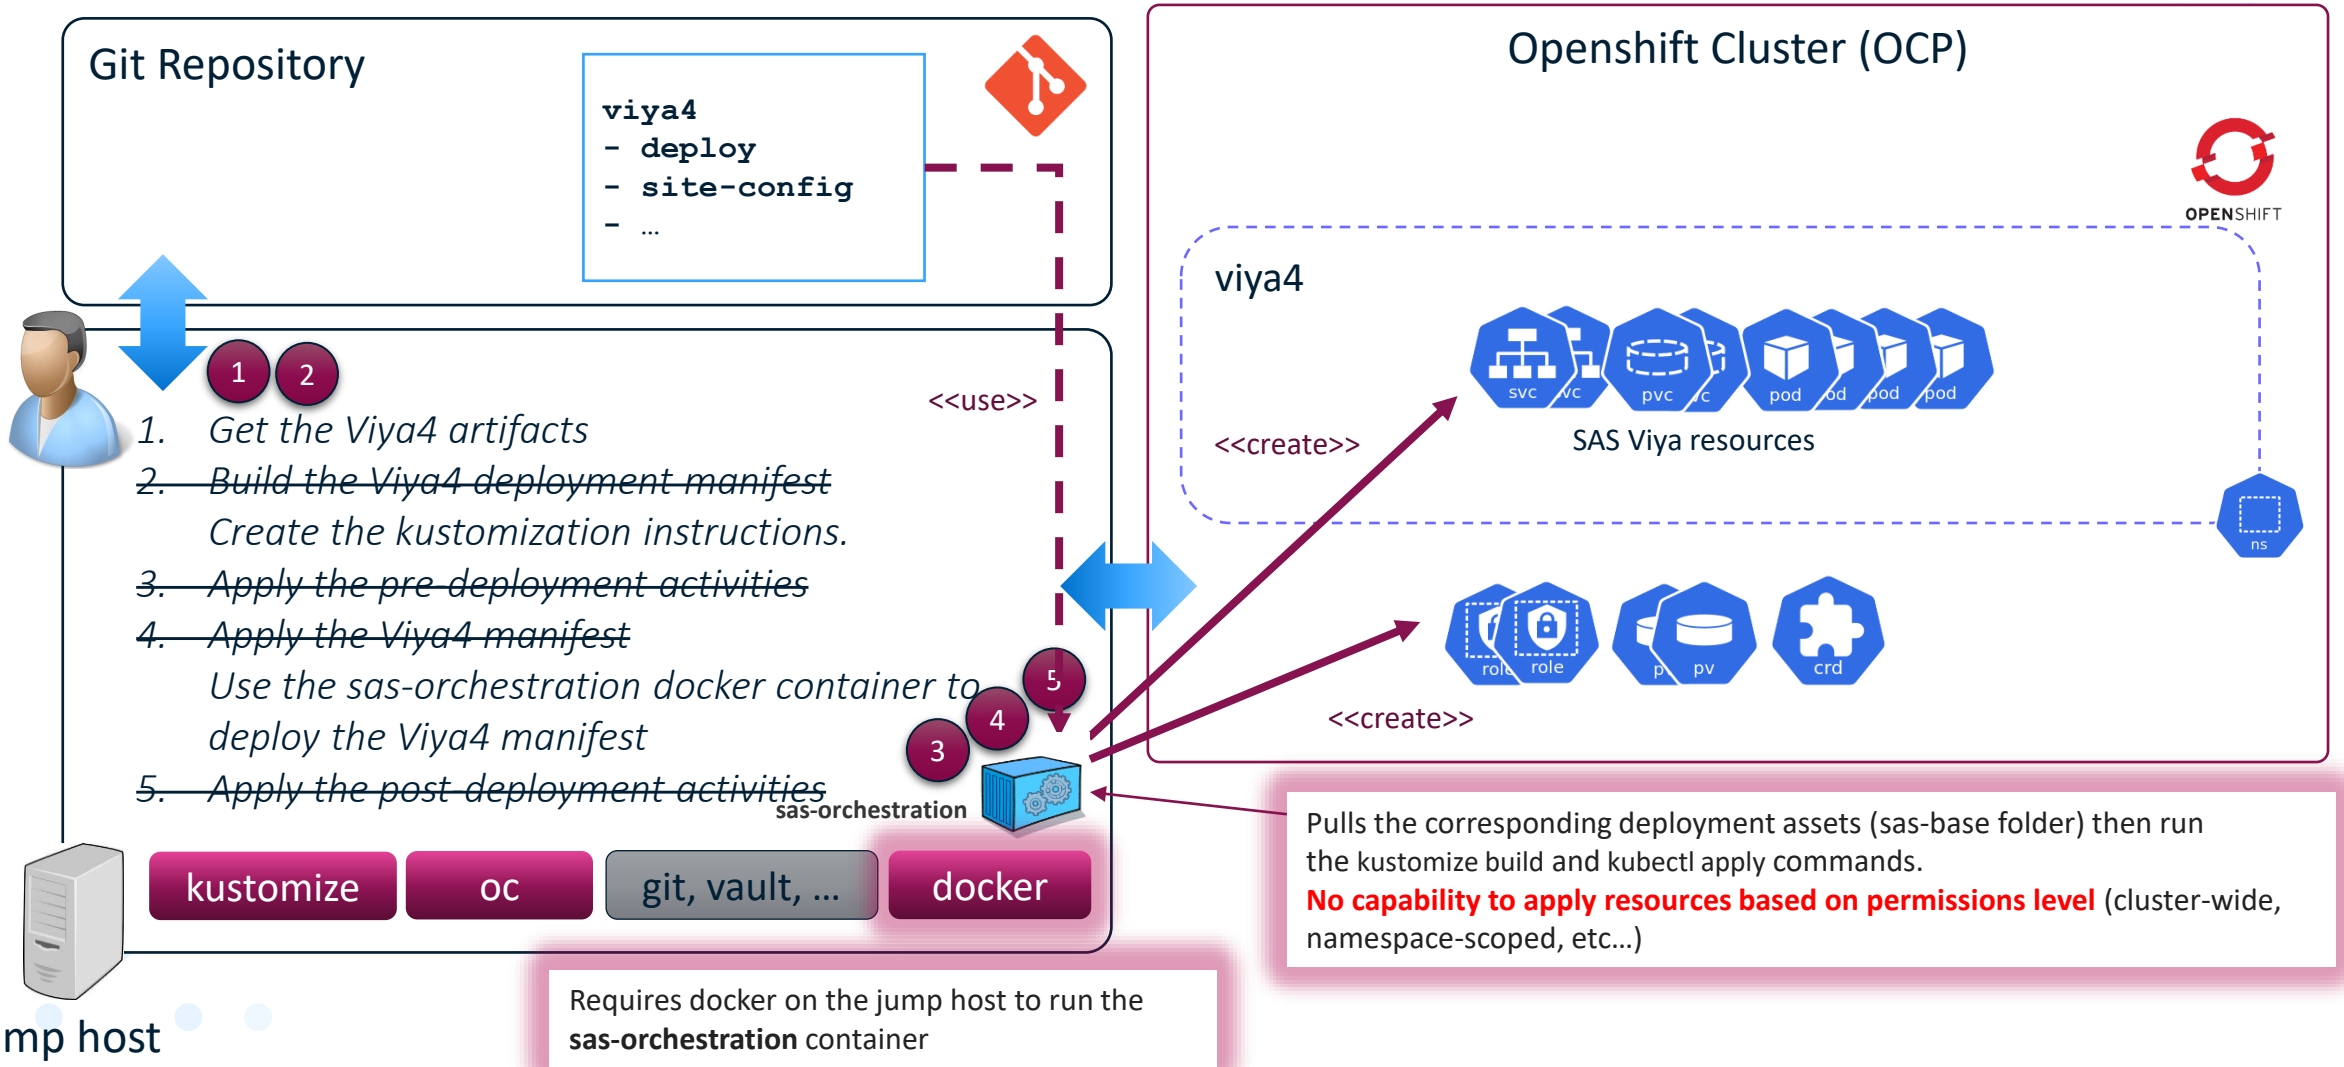 Git Repository
viya4
- deploy
- site-config
- …
Openshift Cluster (OCP)
OPENSHIFT
viya4
svc
vc
pvc
pod
od
pod
pod
SAS Viya resources
ns
<<use>>
<<create>>
1
2
1. Get the Viya4 artifacts
2. Build the Viya4 deployment manifest
Create the kustomization instructions.
3. Apply the pre-deployment activities
4. Apply the Viya4 manifest
Use the sas-orchestration docker container to
deploy the Viya4 manifest
5. Apply the post-deployment activities
5
4
3
sas-orchestration
role
role
pv
crd
<<create>>
kustomize
oc
git, vault, ...
docker
Pulls the corresponding deployment assets (sas-base folder) then run
the kustomize build and kubectl apply commands.
No capability to apply resources based on permissions level (cluster-wide,
namespace-scoped, etc…)
Requires docker on the jump host to run the
sas-orchestration container
mp host